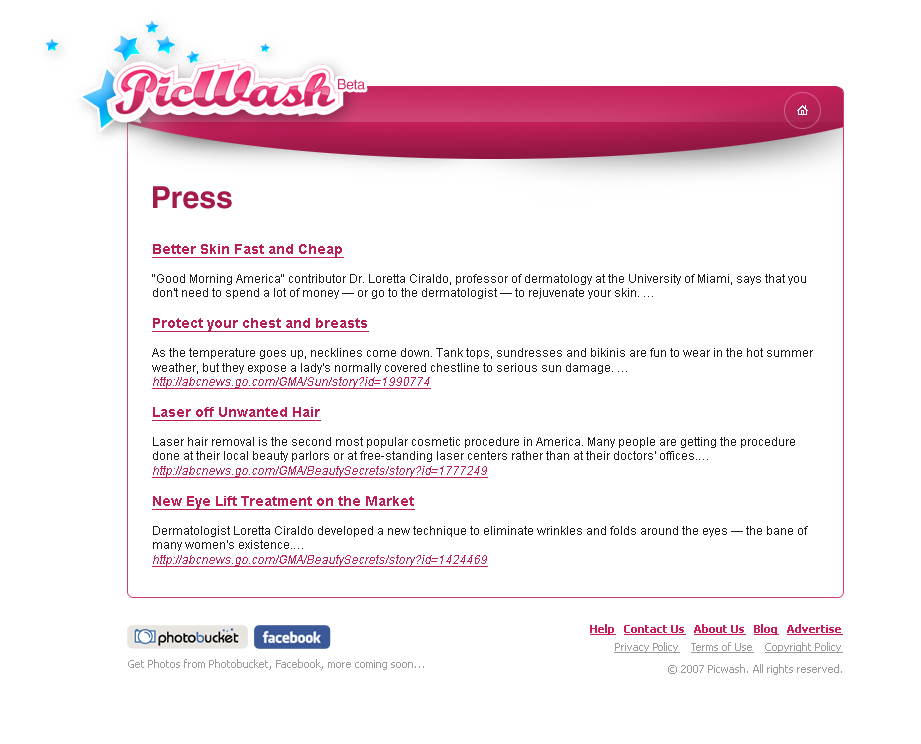 PicWash Beta
Press
Better Skin Fast and Cheap
"Good Morning America" contributor Dr. Loretta Ciraldo, professor of dermatology at the University of Miami, says that you
don't need to spend a lot of money — or go to the dermatologist — to rejuvenate your skin. ...
Protect your chest and breasts
As the temperature goes up, necklines come down. Tank tops, sundresses and bikinis are fun to wear in the hot summer
weather, but they expose a lady's normally covered chestline to serious sun damage. ...
http://abcnews.go.com/GMA/Sun/story?id=1990774
Laser off Unwanted Hair
Laser hair removal is the second most popular cosmetic procedure in America. Many people are getting the procedure
done at their local beauty parlors or at free-standing laser centers rather than at their doctors' offices....
http://abcnews.go.com/GMA/BeautySecrets/story?id=1777249
New Eye Lift Treatment on the Market
Dermatologist Loretta Ciraldo developed a new technique to eliminate wrinkles and folds around the eyes — the bane of
many women's existence....
http://abcnews.go.com/GMA/BeautySecrets/story?id=1424469
photobucket facebook
Get Photos from Photobucket, Facebook, more coming soon...
Help Contact Us About Us Blog Advertise
Privacy Policy Terms of Use Copyright Policy
© 2007 Picwash. All rights reserved.